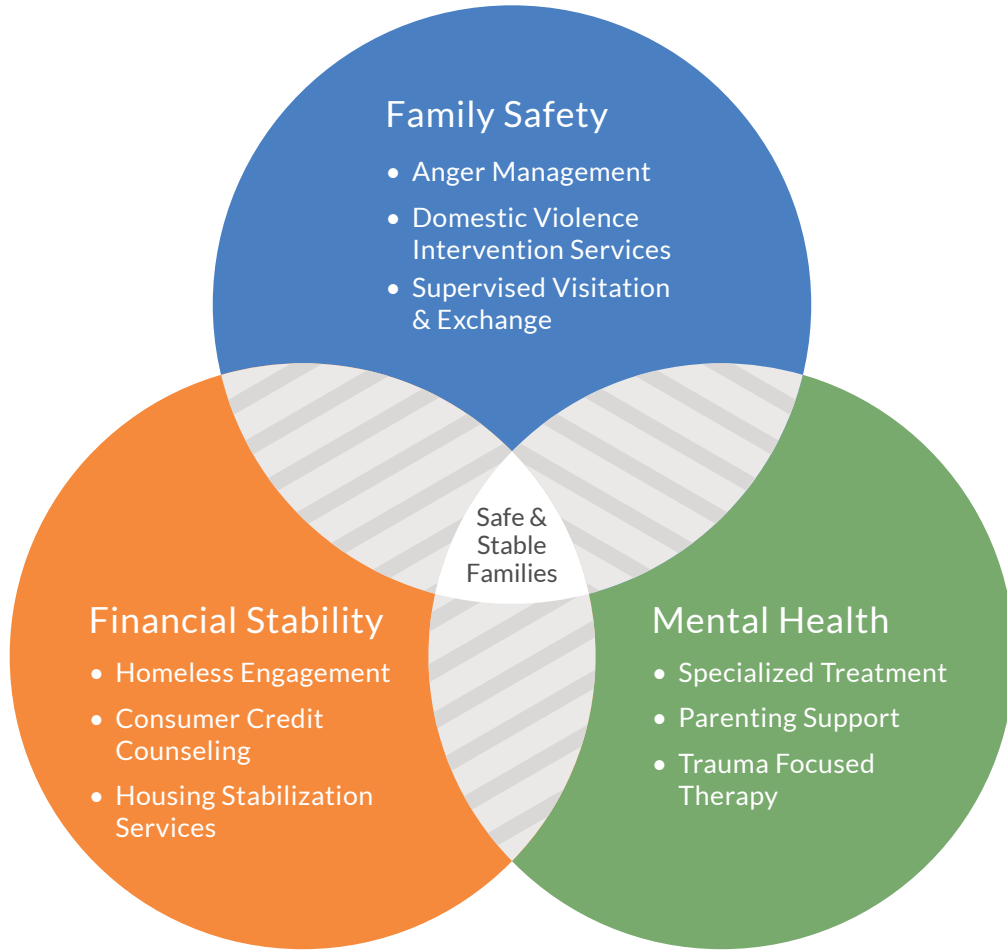 Family Safety
• Anger Management
• Domestic Violence
Intervention Services
• Supervised Visitation
& Exchange
Safe &
Stable
Families
Financial Stability
• Homeless Engagement
• Consumer Credit
Counseling
• Housing Stabilization
Services
Mental Health
• Specialized Treatment
• Parenting Support
• Trauma Focused
Therapy